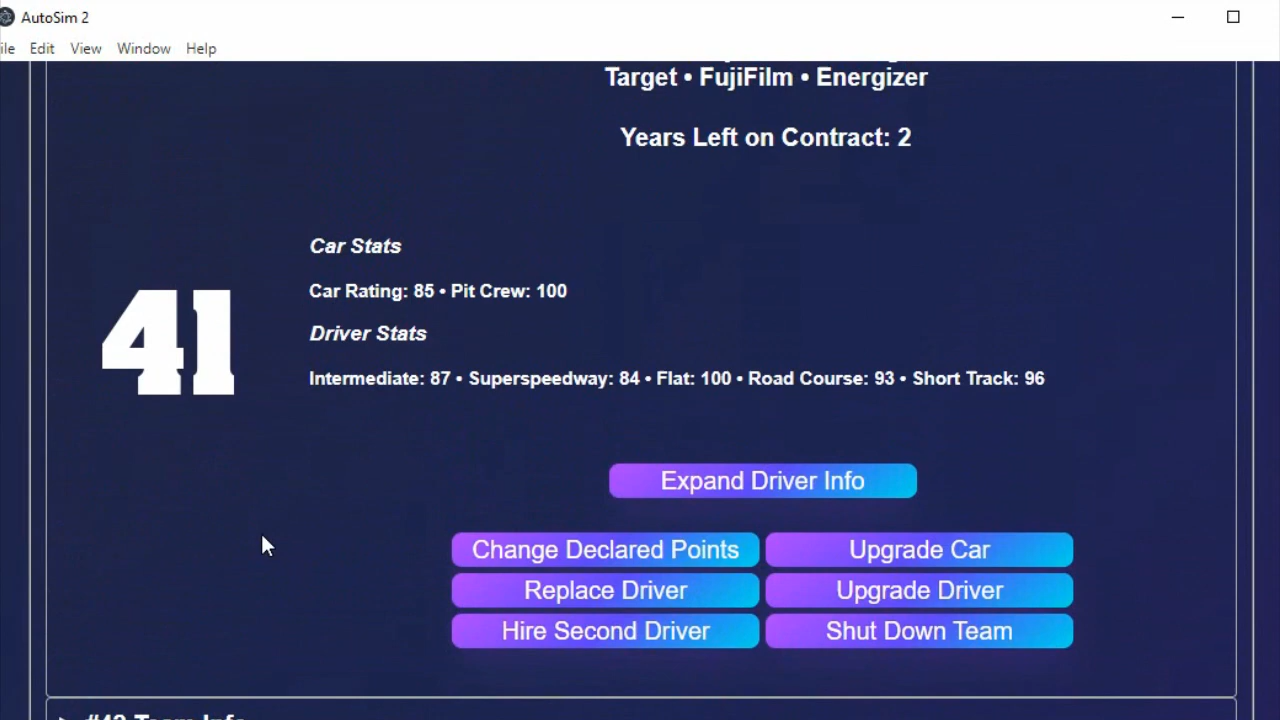 AutoSim 2
ile Edit View Window Help
Target • FujiFilm • Energizer
Years Left on Contract: 2
Car Stats
Car Rating: 85 • Pit Crew: 100
Driver Stats
41
Intermediate: 87 • Superspeedway: 84 • Flat: 100 • Road Course: 93 • Short Track: 96
Expand Driver Info
Change Declared Points Upgrade Car
Replace Driver Upgrade Driver
Hire Second Driver Shut Down Team
Team Info